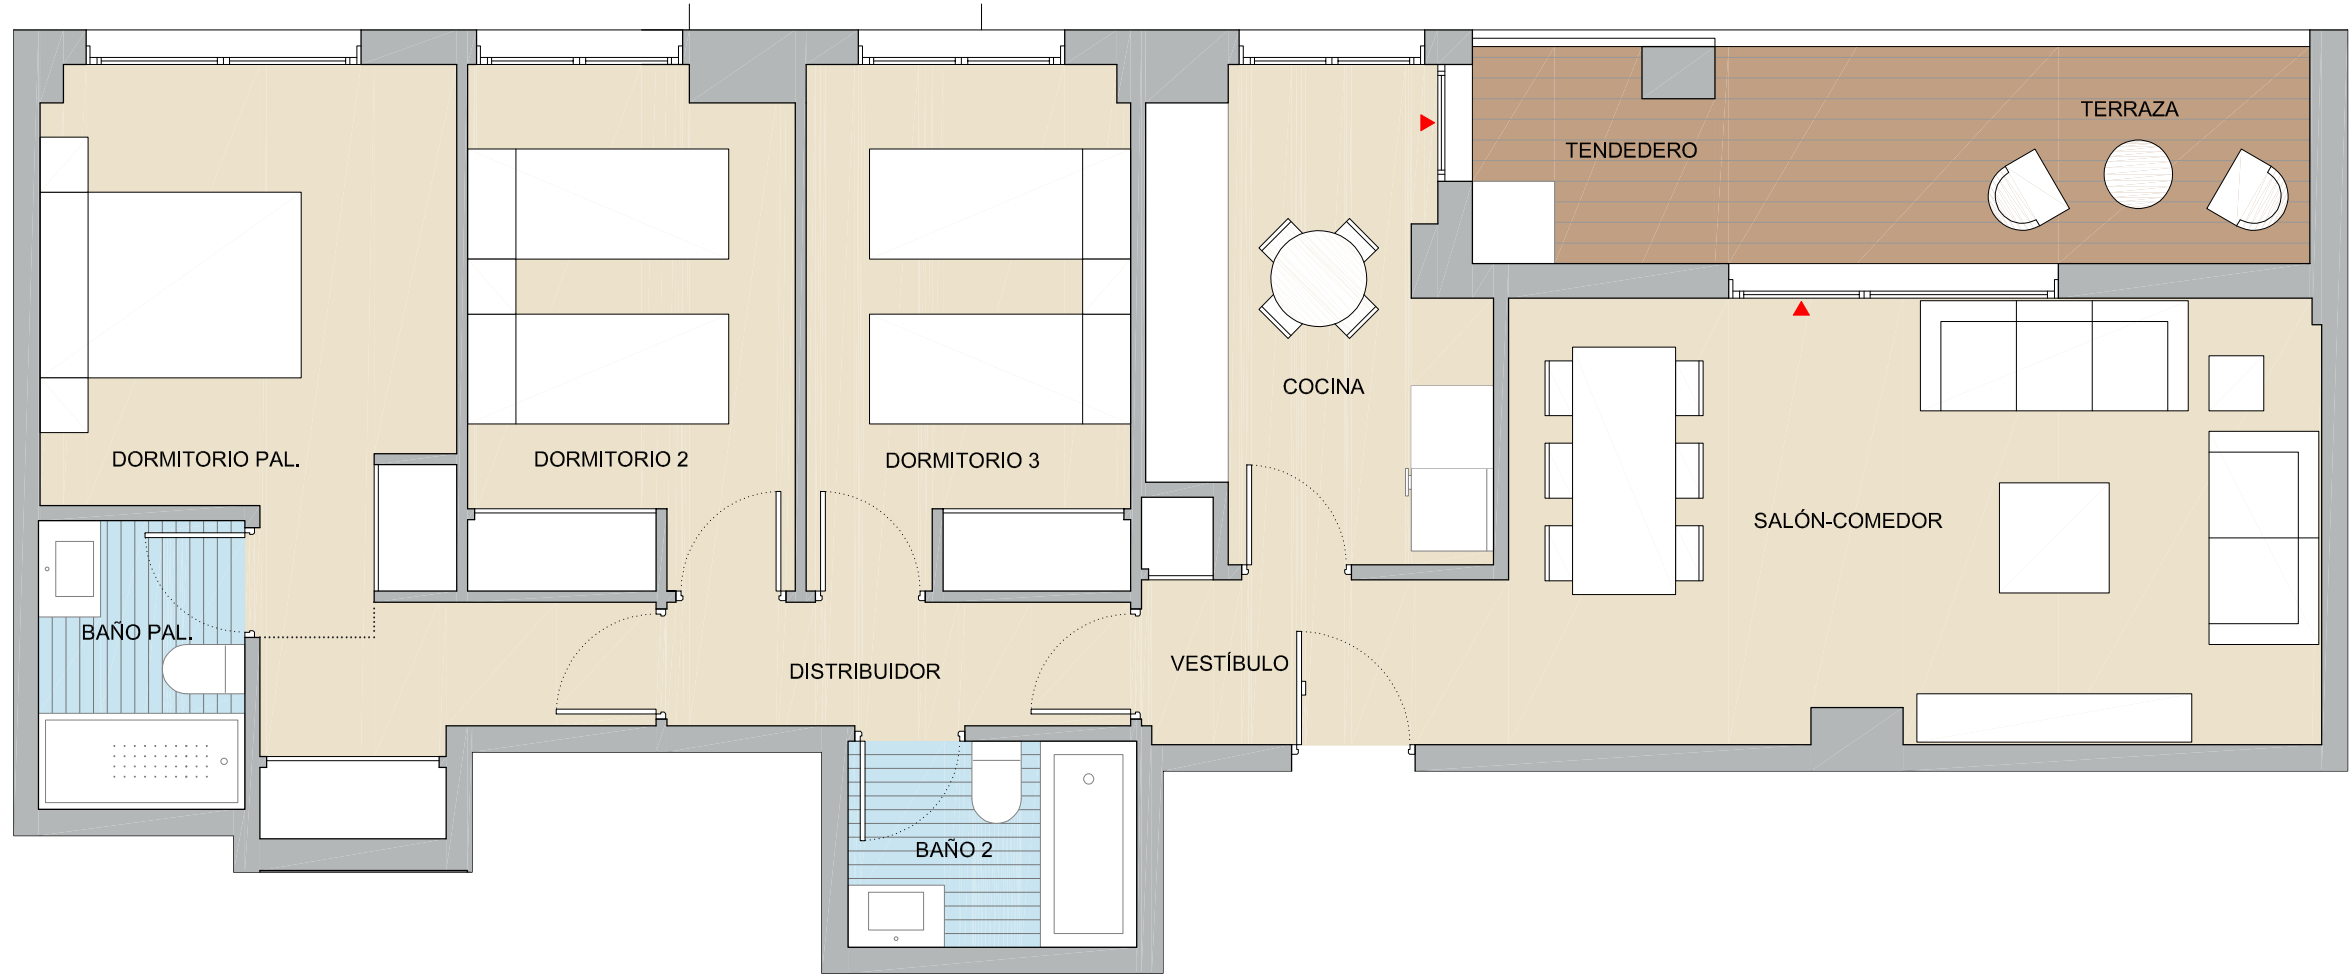 TERRAZA
TENDEDERO
COCINA
DORMITORIO PAL.
DORMITORIO 2
DORMITORIO 3
SALÓN-COMEDOR
BAÑO PAL.
DISTRIBUIDOR
VESTÍBULO
BAÑO 2